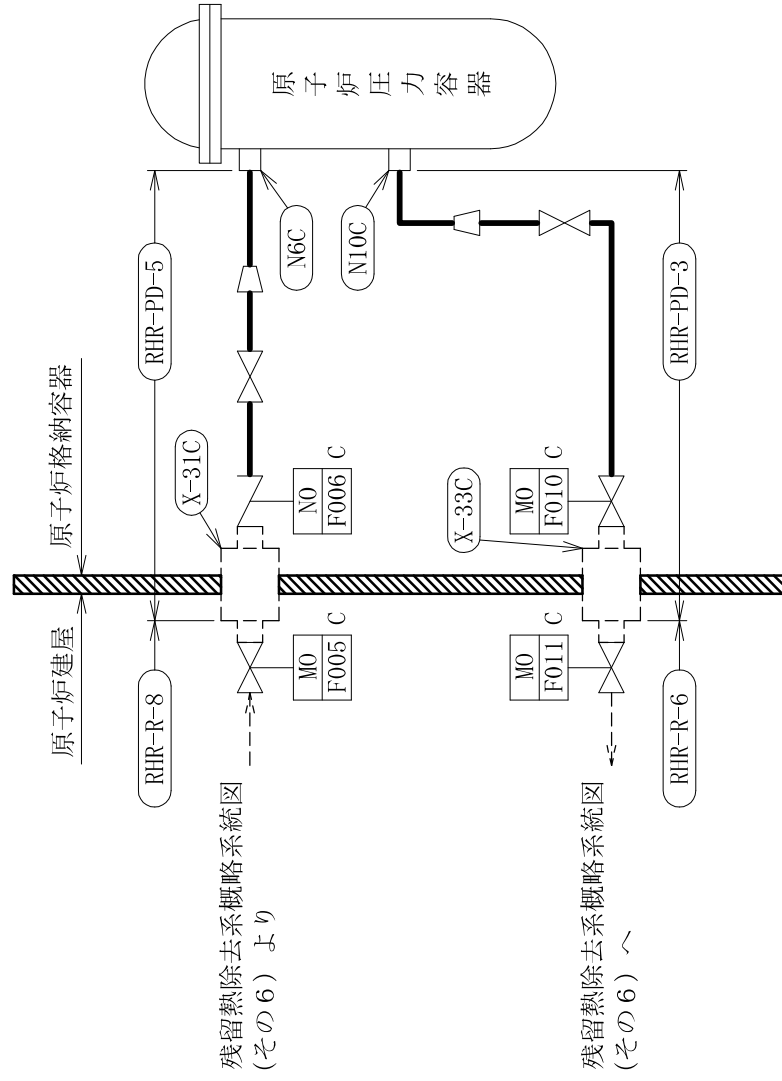 原子炉建屋
原子炉格納容器
RHR-R-8
RHR-PD-5
残留熱除去系概略系統図
(その6) より
X-31C
MO
F005
C
NO
F006
C
N6C
原子炉圧力容器
N10C
X-33C
MO
F011
C
MO
F010
C
残留熱除去系概略系統図
(その6) へ
RHR-R-6
RHR-PD-3